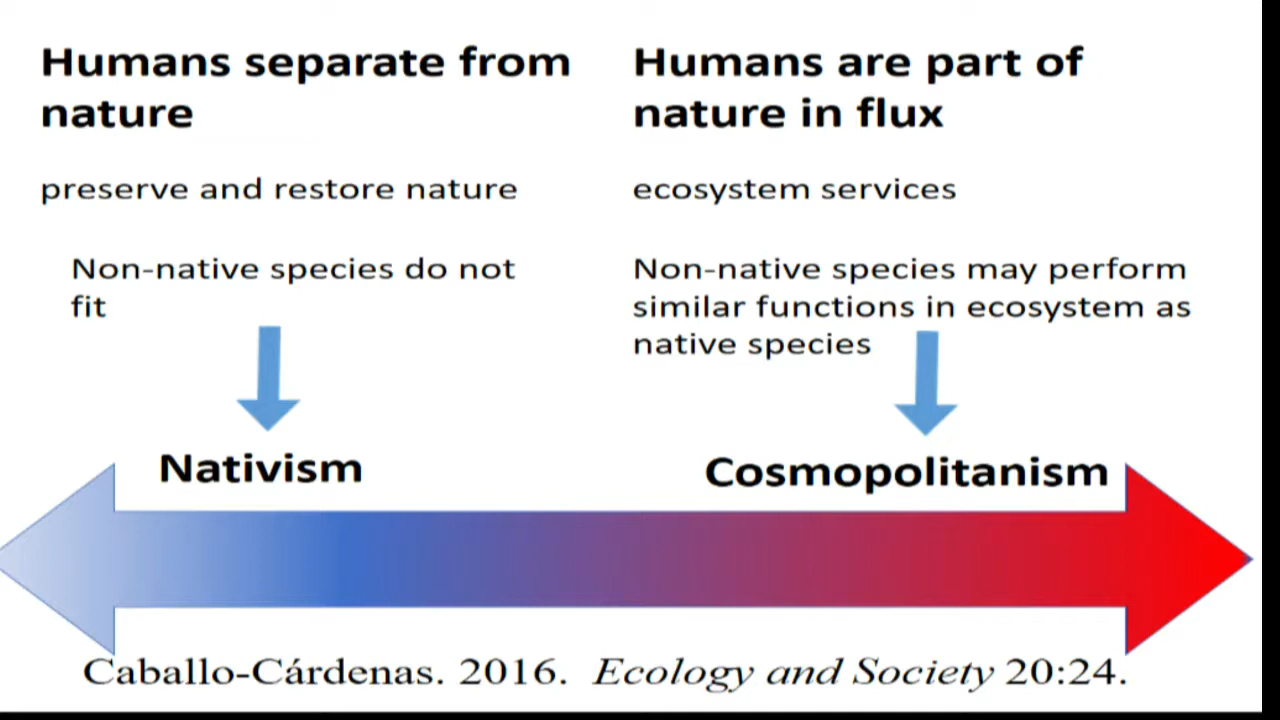 Humans separate from
nature
preserve and restore nature
Non-native species do not
fit
Nativism
Humans are part of
nature in flux
ecosystem services
Non-native species may perform
similar functions in ecosystem as
native species
Cosmopolitanism
Caballo-Cárdenas. 2016. Ecology and Society 20:24.